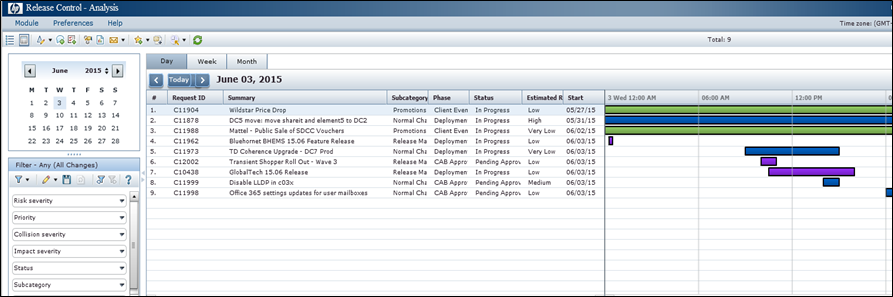 Release Control - Analysis
Module Preferences Help
Time zone: (GMT-
Total: 9
June 2015
M T W T F S S
1 2 3 4 5 6 7
8 9 10 11 12 13 14
15 16 17 18 19 20 21
22 23 24 25 26 27 28
Filter - Any (All Changes)
Risk severity
Priority
Collision severity
Impact severity
Status
Subcategory
Day Week Month
Today June 03, 2015
# Request ID Summary Subcategory Phase Status Estimated R Start 3 Wed 12:00 AM 06:00 AM 12:00 PM
1. C11904 Wildstar Price Drop Promotions Client Even In Progress Low 05/27/15
2. C11878 DC5 move: move shareit and element5 to DC2 Normal Cha Deploymen In Progress High 05/31/15
3. C11988 Mattel - Public Sale of SDCC Vouchers Promotions Client Even In Progress Very Low 06/02/15
4. C11962 Bluehornet BHEMS 15.06 Feature Release Release Ma Deploymen In Progress Low 06/03/15
5. C11973 TD Coherence Upgrade - DC7 Prod Normal Cha Deploymen In Progress Very Low 06/03/15
6. C12002 Transient Shopper Roll Out - Wave 3 Release Ma CAB Appro Pending Approv Low 06/03/15
7. C10438 GlobalTech 15.06 Release Release Ma Deploymen In Progress Low 06/03/15
8. C11999 Disable LLDP in c03x Normal Cha CAB Appro Pending Approv Medium 06/03/15
9. C11998 Office 365 settings updates for user mailboxes Normal Cha CAB Appro Pending Approv Low 06/03/15